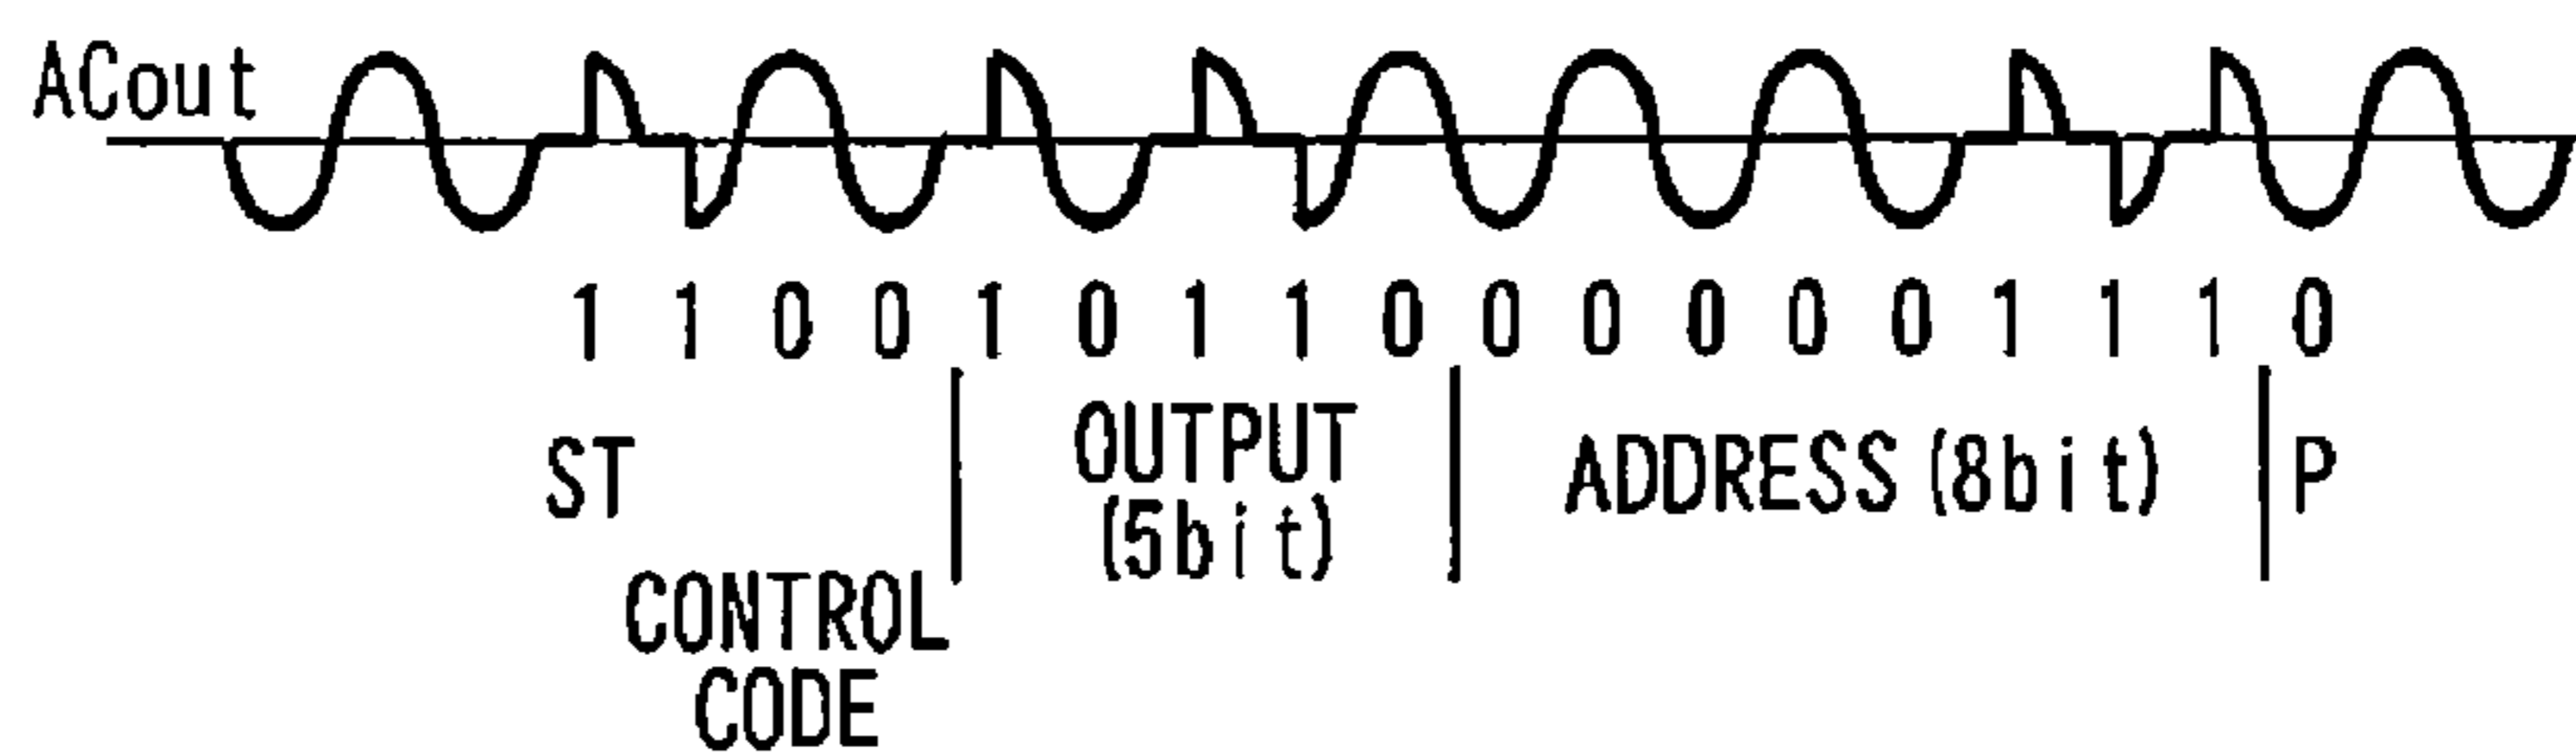 ACout
1 1 0 0 1 0 1 1 0 0 0 0 0 0 1 1 1 0
ST
CONTROL
CODE
OUTPUT
(5bit)
ADDRESS (8bit)
P